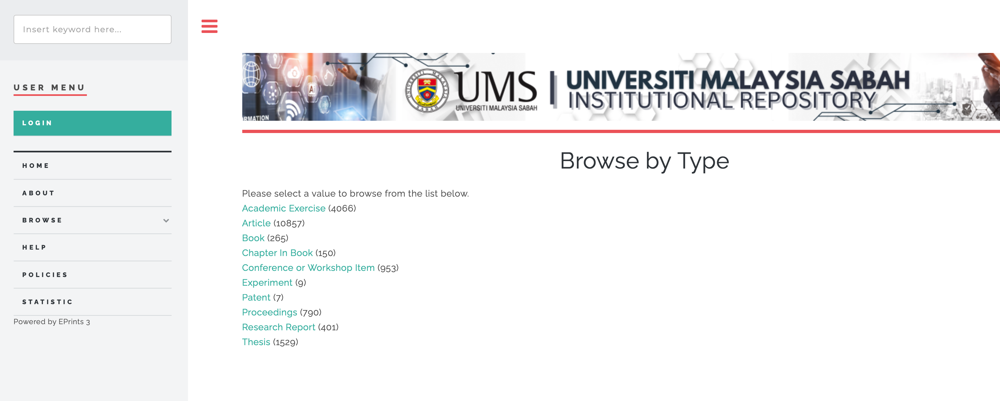 Insert keyword here...
USER MENU
LOGIN
HOME
ABOUT
BROWSE
HELP
POLICIES
STATISTIC
Powered by EPrints 3
RMATION
UNIVERSITI MALAYSIA
SABAH
UMS
UNIVERSITI MALAYSIA SABAH
UNIVERSITI MALAYSIA SABAH
INSTITUTIONAL REPOSITORY
Browse by Type
Please select a value to browse from the list below.
Academic Exercise (4066)
Article (10857)
Book (265)
Chapter In Book (150)
Conference or Workshop Item (953)
Experiment (9)
Patent (7)
Proceedings (790)
Research Report (401)
Thesis (1529)